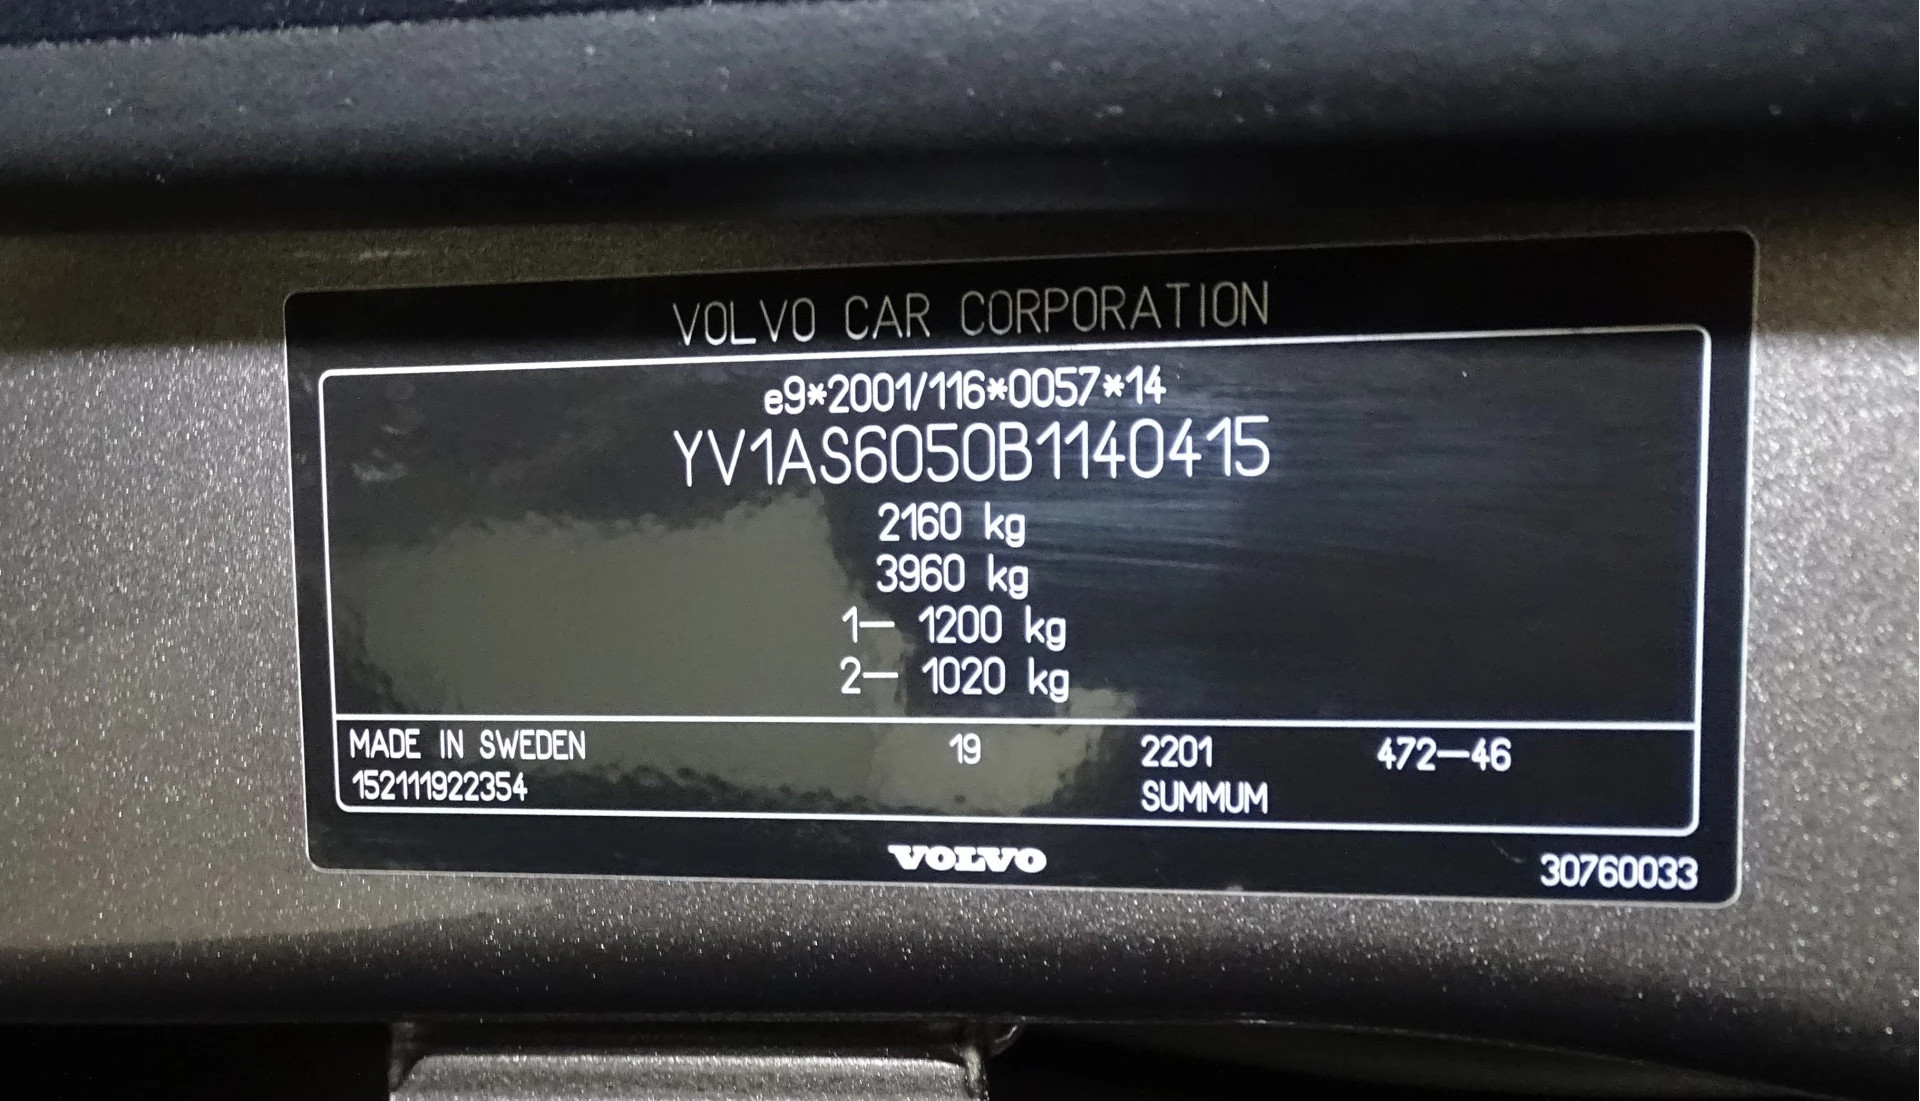 VOLVO CAR CORPORATION
e9*2001/116*0057*14
YV1AS6050B1140415
2160 kg
3960 kg
1— 1200 kg
2— 1020 kg
MADE IN SWEDEN 19 2201 472—46
152111922354 SUMMUM
VOLVO 30760033